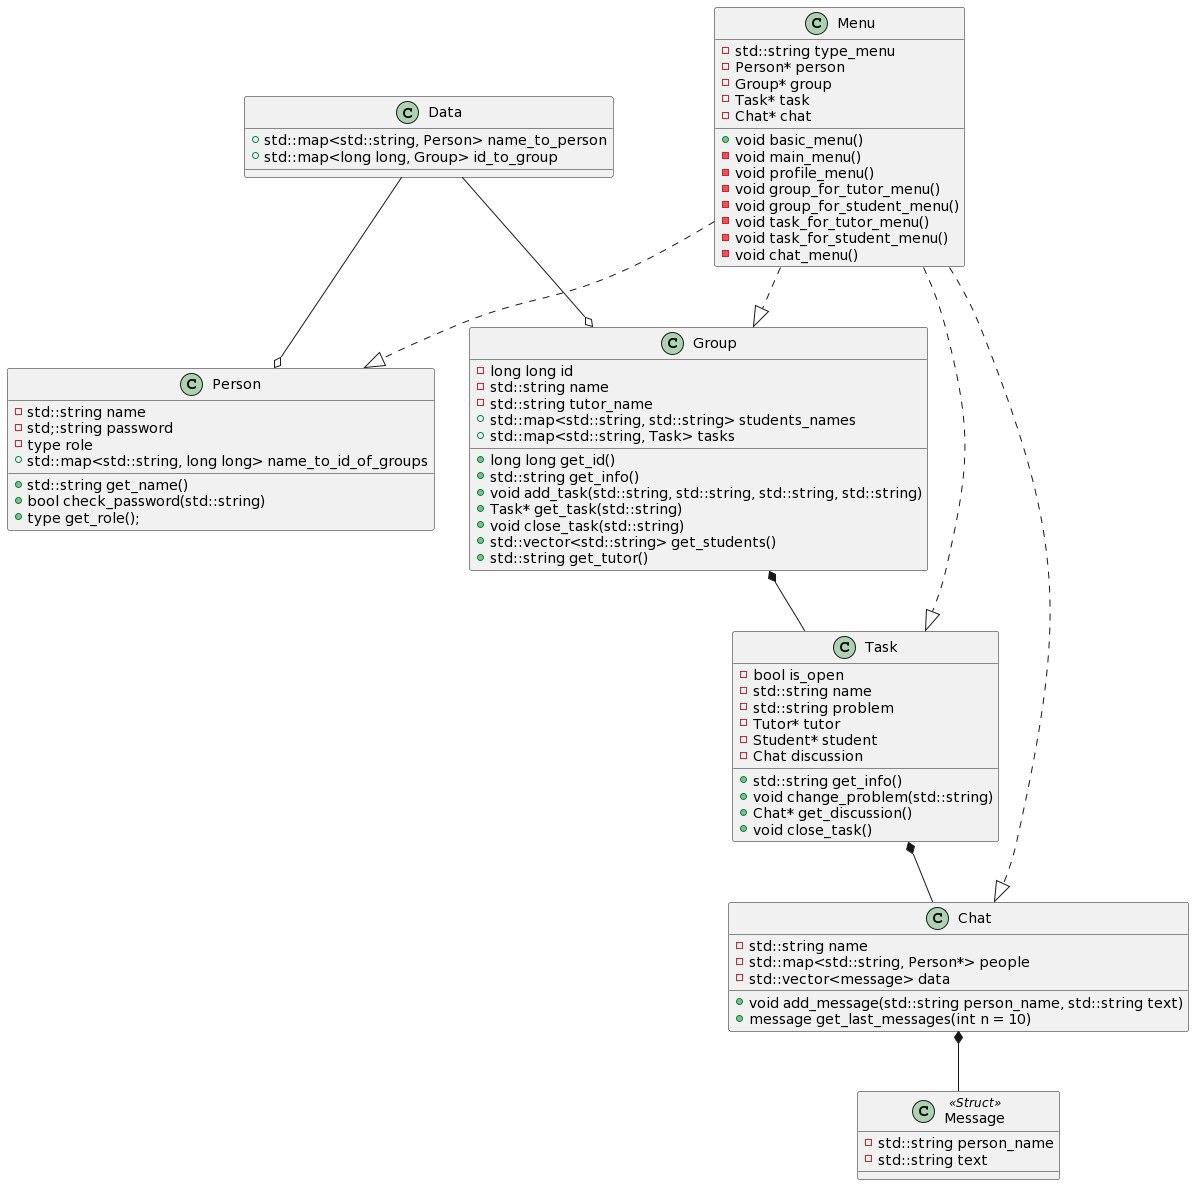 C Menu
std::string type_menu
Person* person
Group* group
Task* task
Chat* chat
void basic_menu()
void main_menu()
void profile_menu()
void group_for_tutor_menu()
void group_for_student_menu()
void task_for_tutor_menu()
void task_for_student_menu()
void chat_menu()
C Data
std::map<std::string, Person> name_to_person
std::map<long long, Group> id_to_group
C Group
long long id
std::string name
std::string tutor_name
std::map<std::string, std::string> students_names
std::map<std::string, Task> tasks
long long get_id()
std::string get_info()
void add_task(std::string, std::string, std::string, std::string)
Task* get_task(std::string)
void close_task(std::string)
std::vector<std::string> get_students()
std::string get_tutor()
C Person
std::string name
std;:string password
type role
std::map<std::string, long long> name_to_id_of_groups
std::string get_name()
bool check_password(std::string)
type get_role();
C Task
bool is_open
std::string name
std::string problem
Tutor* tutor
Student* student
Chat discussion
std::string get_info()
void change_problem(std::string)
Chat* get_discussion()
void close_task()
C Chat
std::string name
std::map<std::string, Person*> people
std::vector<message> data
void add_message(std::string person_name, std::string text)
message get_last_messages(int n = 10)
«Struct»
C Message
std::string person_name
std::string text